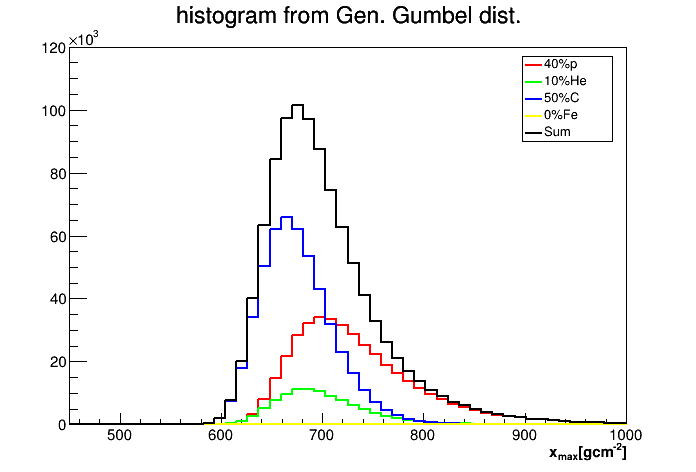 histogram from Gen. Gumbel dist.
×10³
120
100
80
60
40
20
0
40%p
10%He
50%C
0%Fe
Sum
500 600 700 800 900 1000
xmax[gcm⁻²]